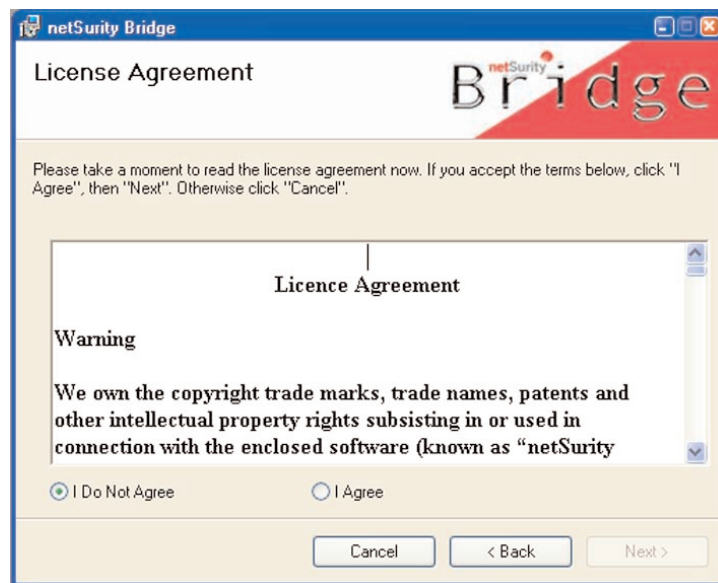 netSurity Bridge
License Agreement
netSurity
Bridge
Please take a moment to read the license agreement now. If you accept the terms below, click "I
Agree", then "Next". Otherwise click "Cancel".
Licence Agreement
Warning
We own the copyright trade marks, trade names, patents and
other intellectual property rights subsisting in or used in
connection with the enclosed software (known as “netSurity
I Do Not Agree
I Agree
Cancel
< Back
Next >